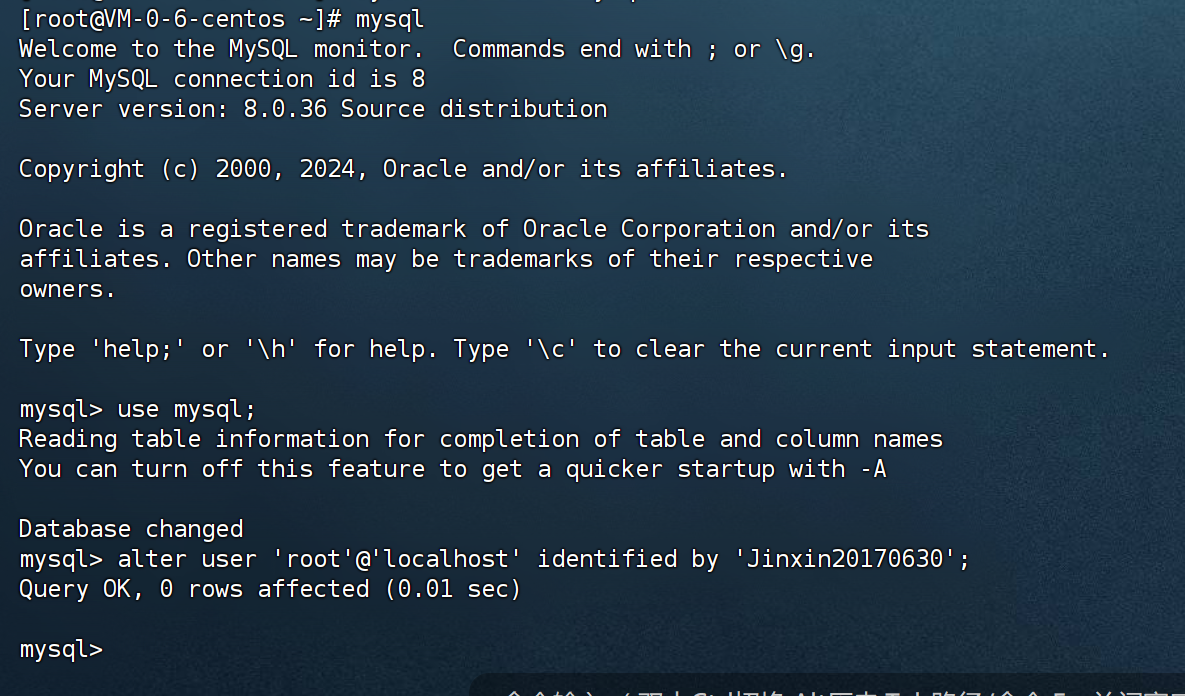 [root@VM-0-6-centos ~]# mysql
Welcome to the MySQL monitor.  Commands end with ; or \g.
Your MySQL connection id is 8
Server version: 8.0.36 Source distribution
Copyright (c) 2000, 2024, Oracle and/or its affiliates.
Oracle is a registered trademark of Oracle Corporation and/or its
affiliates. Other names may be trademarks of their respective
owners.
Type 'help;' or '\h' for help. Type '\c' to clear the current input statement.
mysql> use mysql;
Reading table information for completion of table and column names
You can turn off this feature to get a quicker startup with -A
Database changed
mysql> alter user 'root'@'localhost' identified by 'Jinxin20170630';
Query OK, 0 rows affected (0.01 sec)
mysql>